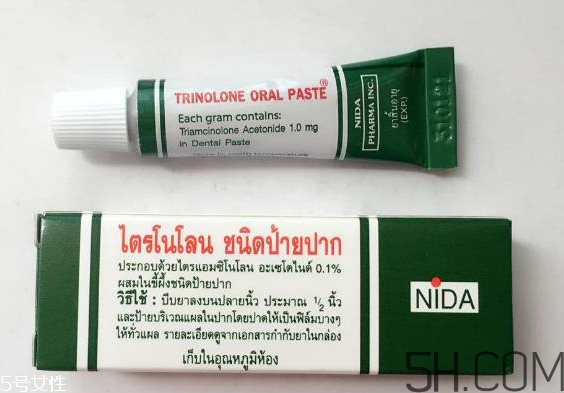 TRINOLONE ORAL PASTE®
Each gram contains:
Triamcinolone Acetonide 1.0 mg
in Dental Paste
NIDA
PHARMA INC.
ยาสิ้นอายุ
(EXP.)
ไตรโนโลน ชนิดป้ายปาก
ประกอบด้วยไตรแอมซิโนโลน อะเซโตไนด์ 0.1%
ผสมในขี้ผึ้งชนิดป้ายปาก
วิธีใช้ : บีบยาลงบนปลายนิ้ว ประมาณ 1/2 นิ้ว
และป้ายบริเวณแผลในปากโดยปาดให้เป็นฟิล์มบางๆ
ให้ทั่วแผล รายละเอียดดูจากเอกสารกำกับยาในกล่อง
เก็บในอุณหภูมิห้อง
NIDA
5号女性
5H.COM